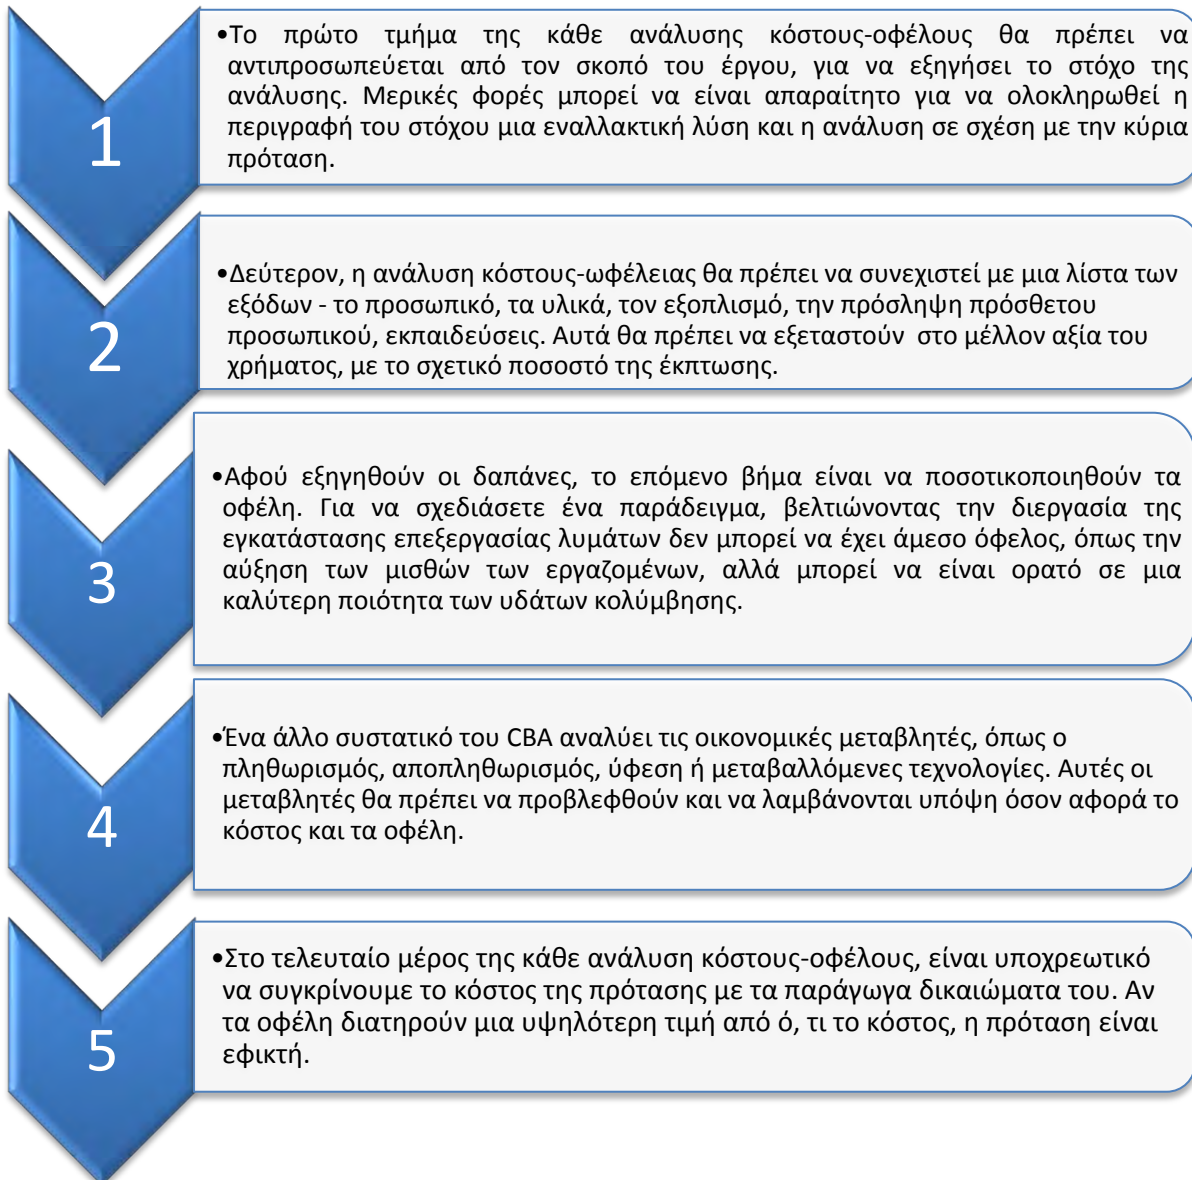 1
•Το πρώτο τμήμα της κάθε ανάλυσης κόστους-οφέλους θα πρέπει να
αντιπροσωπεύεται από τον σκοπό του έργου, για να εξηγήσει το στόχο της
ανάλυσης. Μερικές φορές μπορεί να είναι απαραίτητο για να ολοκληρωθεί η
περιγραφή του στόχου μια εναλλακτική λύση και η ανάλυση σε σχέση με την κύρια
πρόταση.
2
•Δεύτερον, η ανάλυση κόστους-ωφέλειας θα πρέπει να συνεχιστεί με μια λίστα των
εξόδων - το προσωπικό, τα υλικά, τον εξοπλισμό, την πρόσληψη πρόσθετου
προσωπικού, εκπαιδεύσεις. Αυτά θα πρέπει να εξεταστούν στο μέλλον αξία του
χρήματος, με το σχετικό ποσοστό της έκπτωσης.
3
•Αφού εξηγηθούν οι δαπάνες, το επόμενο βήμα είναι να ποσοτικοποιηθούν τα
οφέλη. Για να σχεδιάσετε ένα παράδειγμα, βελτιώνοντας την διεργασία της
εγκατάστασης επεξεργασίας λυμάτων δεν μπορεί να έχει άμεσο όφελος, όπως την
αύξηση των μισθών των εργαζομένων, αλλά μπορεί να είναι ορατό σε μια
καλύτερη ποιότητα των υδάτων κολύμβησης.
4
•Ένα άλλο συστατικό του CBA αναλύει τις οικονομικές μεταβλητές, όπως ο
πληθωρισμός, αποπληθωρισμός, ύφεση ή μεταβαλλόμενες τεχνολογίες. Αυτές οι
μεταβλητές θα πρέπει να προβλεφθούν και να λαμβάνονται υπόψη όσον αφορά το
κόστος και τα οφέλη.
5
•Στο τελευταίο μέρος της κάθε ανάλυση κόστους-οφέλους, είναι υποχρεωτικό
να συγκρίνουμε το κόστος της πρότασης με τα παράγωγα δικαιώματα του. Αν
τα οφέλη διατηρούν μια υψηλότερη τιμή από ό, τι το κόστος, η πρόταση είναι
εφικτή.